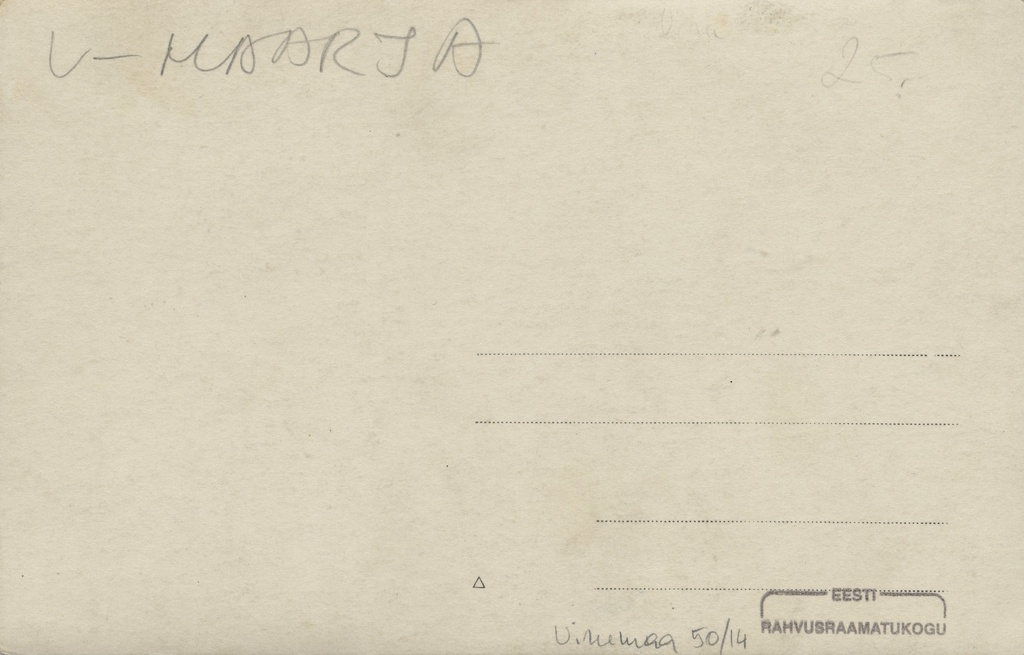 V-MAARJA
25.
EESTI
RAHVUSRAAMATUKOGU
Virumaa 50/14